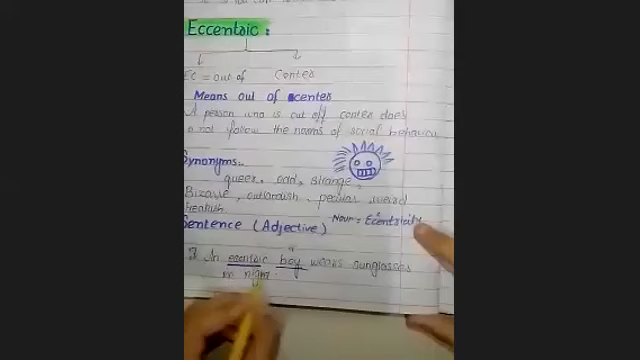 Eccentric :
EC = out of Center
Means out of center
A person who is out off center does
not follow the norms of social behaviour
Synonyms:-
queer, odd, strange,
Bizarre, outlandish, peculiar, weird
freakish
Noun = Eccentricity
Sentence (Adjective)
An eccentric boy wears sunglasses
in night.